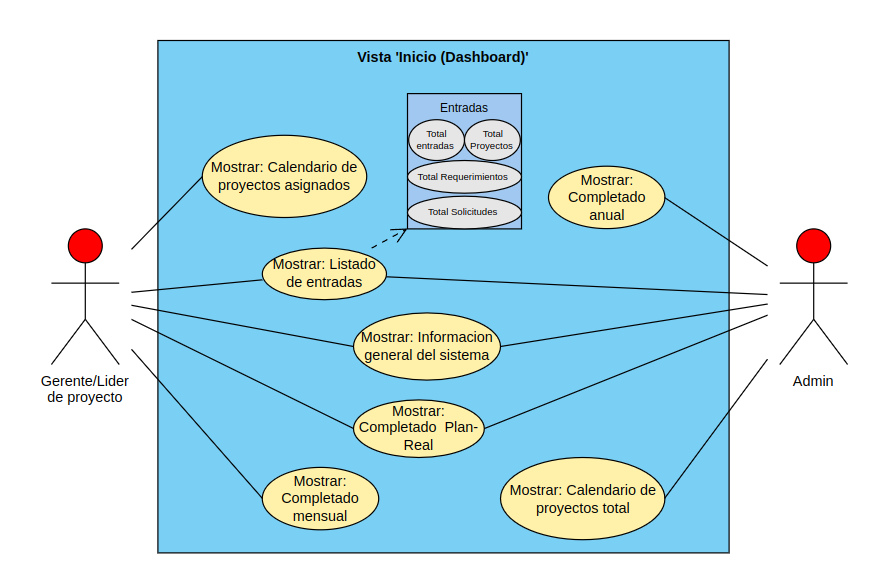 Vista 'Inicio (Dashboard)'
Entradas
Total
entradas
Total
Proyectos
Total Requerimientos
Total Solicitudes
Mostrar: Calendario de
proyectos asignados
Mostrar:
Completado
anual
Mostrar: Listado
de entradas
Mostrar: Informacion
general del sistema
Gerente/Lider
de proyecto
Admin
Mostrar:
Completado  Plan-
Real
Mostrar:
Completado
mensual
Mostrar: Calendario de
proyectos total